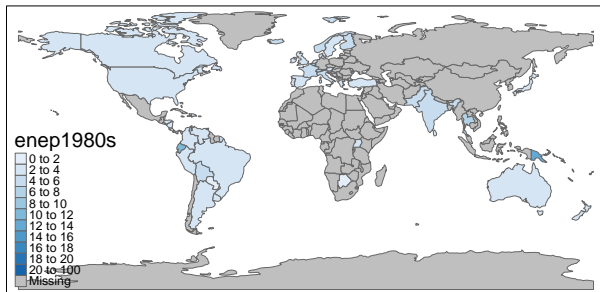 enep1980s
0 to 2
2 to 4
4 to 6
6 to 8
8 to 10
10 to 12
12 to 14
14 to 16
16 to 18
18 to 20
20 to 100
Missing